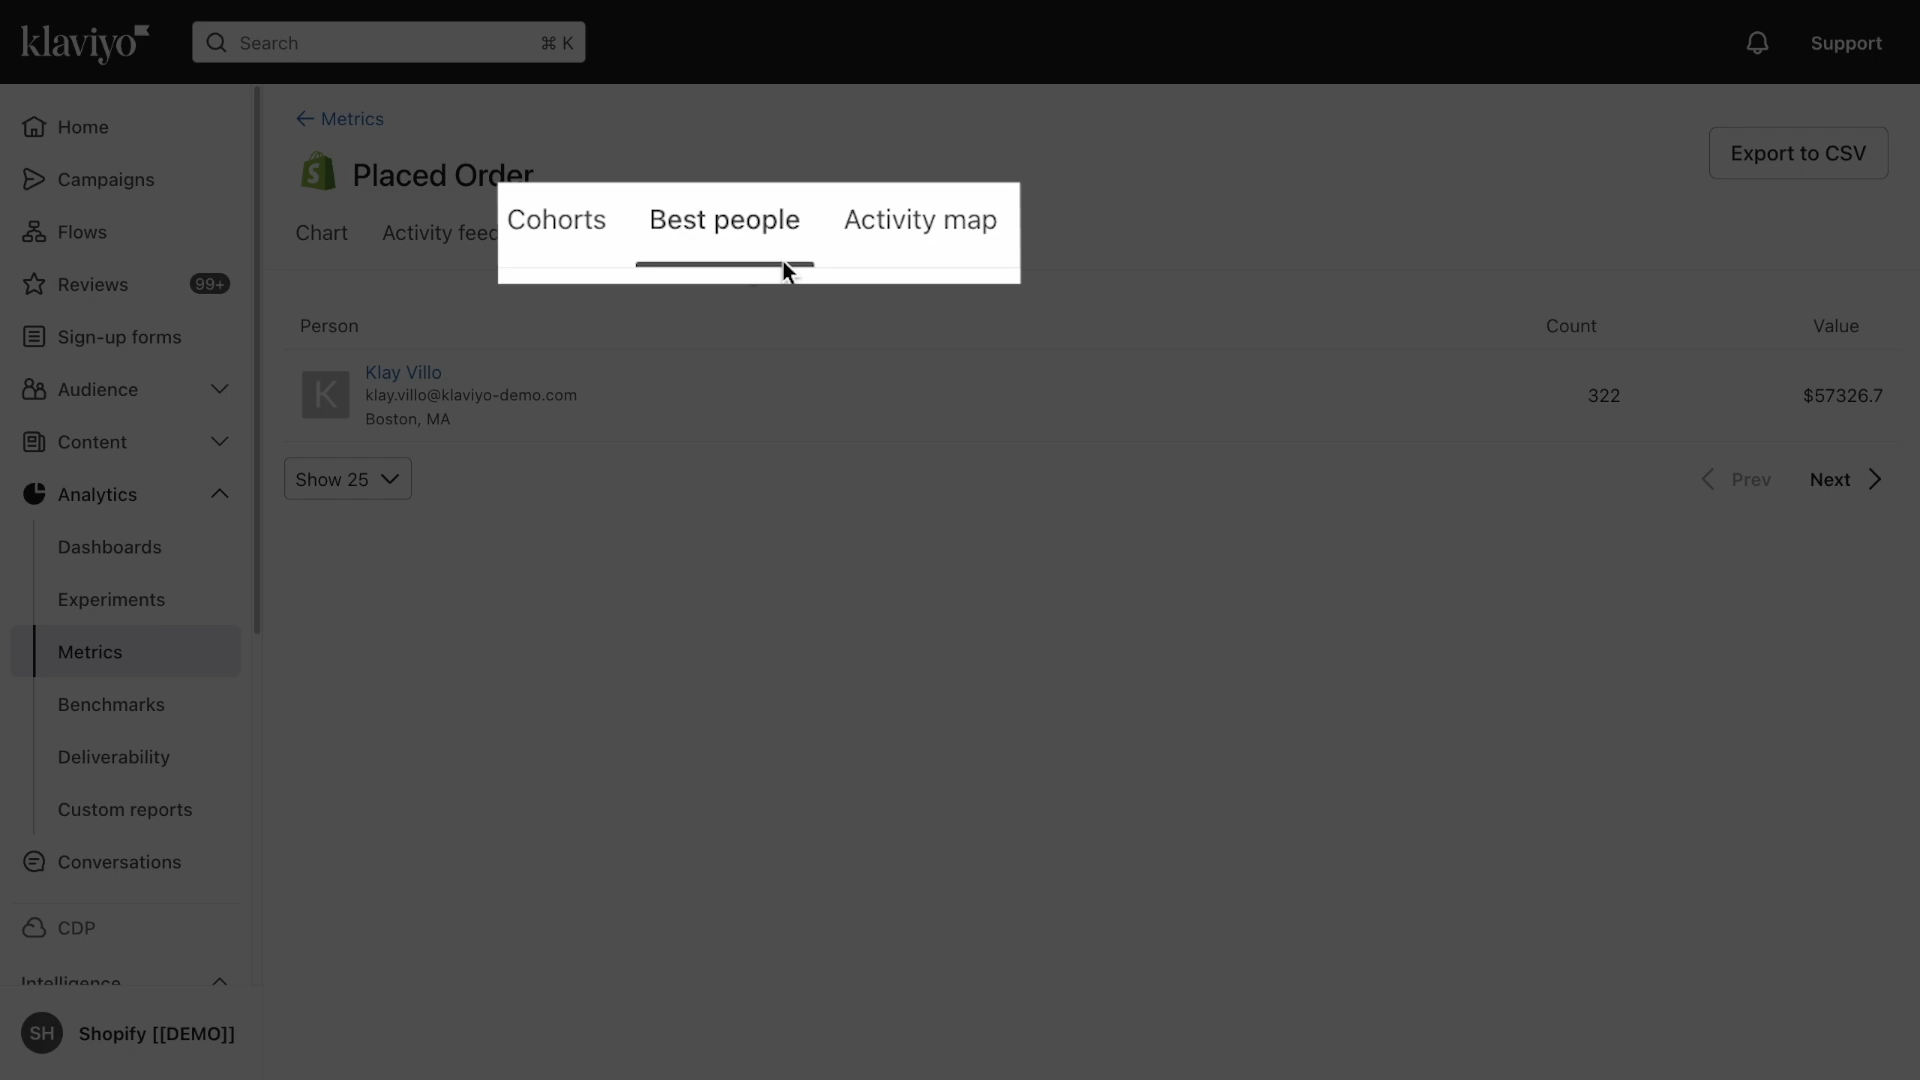 klaviyo
Search ⌘ K
Support
Home
Campaigns
Flows
Reviews 99+
Sign-up forms
Audience
Content
Analytics
Dashboards
Experiments
Metrics
Benchmarks
Deliverability
Custom reports
Conversations
CDP
Intelligence
SH Shopify [[DEMO]]
← Metrics
Placed Order
Export to CSV
Chart Activity feed Cohorts Best people Activity map
Person Count Value
K
Klay Villo
klay.villo@klaviyo-demo.com 322 $57326.7
Boston, MA
Show 25 Prev Next